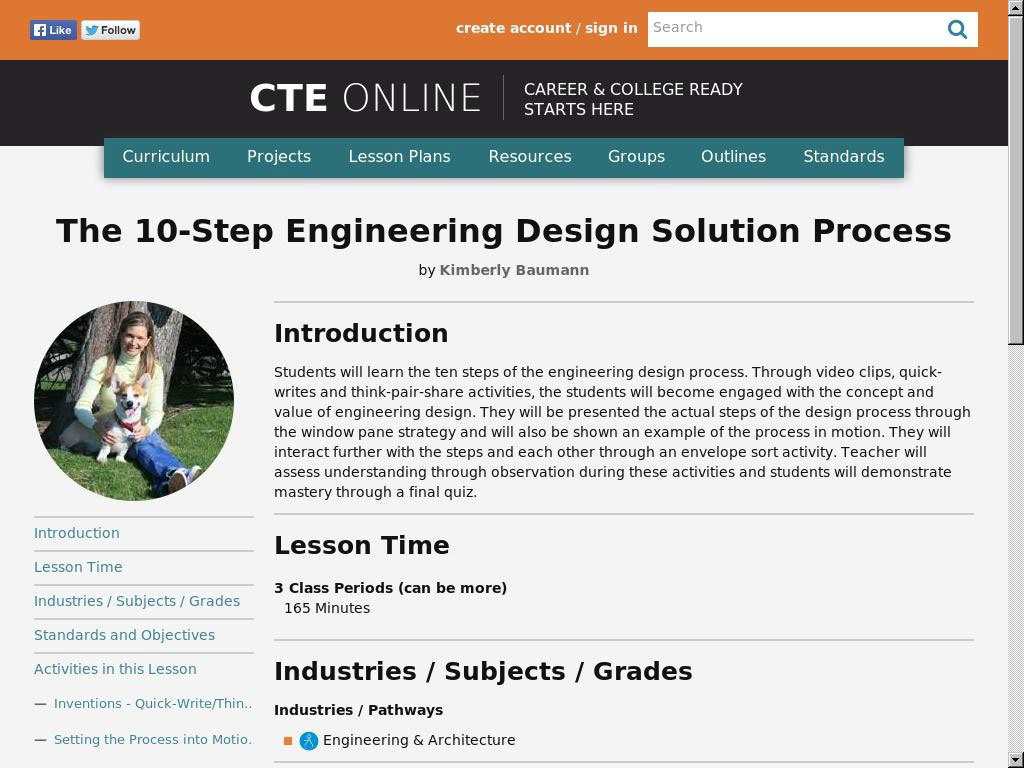 Like
Follow
create account / sign in
Search
CTE ONLINE
CAREER & COLLEGE READY
STARTS HERE
Curriculum
Projects
Lesson Plans
Resources
Groups
Outlines
Standards
The 10-Step Engineering Design Solution Process
by Kimberly Baumann
Introduction
Students will learn the ten steps of the engineering design process. Through video clips, quick-
writes and think-pair-share activities, the students will become engaged with the concept and
value of engineering design. They will be presented the actual steps of the design process through
the window pane strategy and will also be shown an example of the process in motion. They will
interact further with the steps and each other through an envelope sort activity. Teacher will
assess understanding through observation during these activities and students will demonstrate
mastery through a final quiz.
Lesson Time
3 Class Periods (can be more)
165 Minutes
Industries / Subjects / Grades
Industries / Pathways
Engineering & Architecture
Introduction
Lesson Time
Industries / Subjects / Grades
Standards and Objectives
Activities in this Lesson
— Inventions - Quick-Write/Thin..
— Setting the Process into Motio.